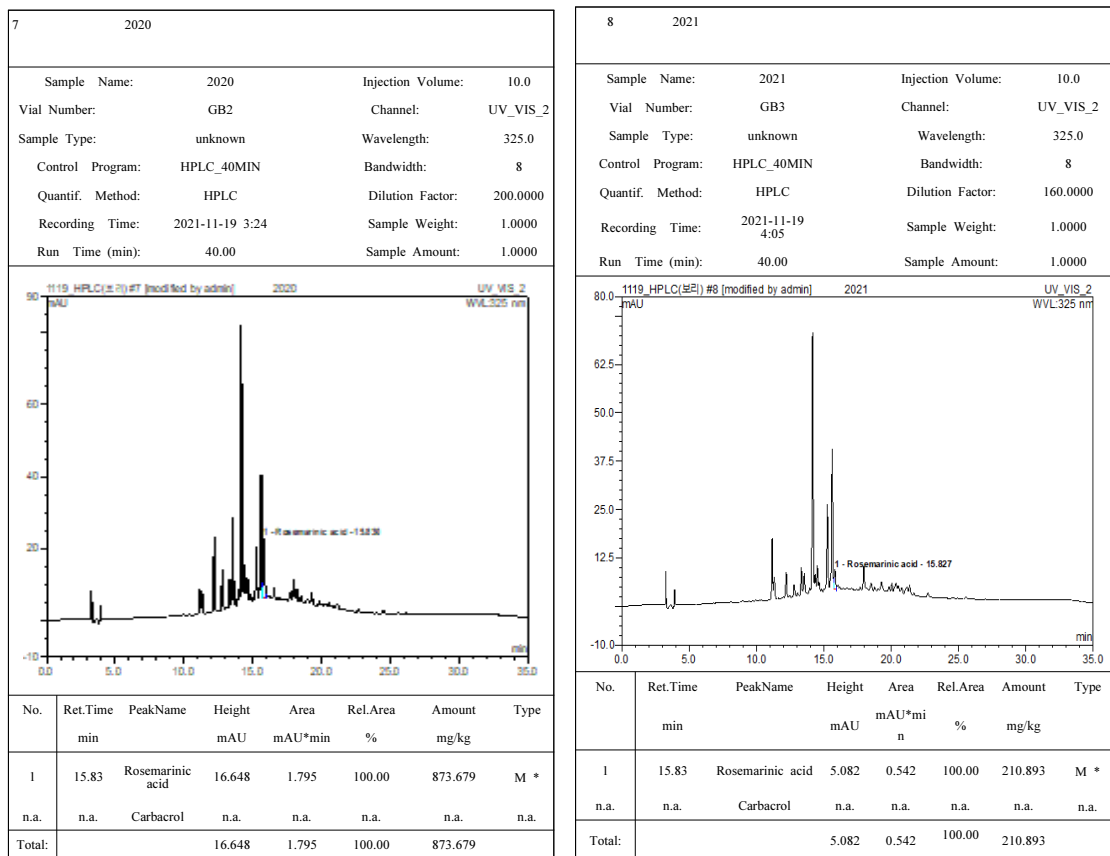 7 2020
Sample Name: 2020 Injection Volume: 10.0
Vial Number: GB2 Channel: UV_VIS_2
Sample Type: unknown Wavelength: 325.0
Control Program: HPLC_40MIN Bandwidth: 8
Quantif. Method: HPLC Dilution Factor: 200.0000
Recording Time: 2021-11-19 3:24 Sample Weight: 1.0000
Run Time (min): 40.00 Sample Amount: 1.0000
1119_HPLC(보리) #7 [modified by admin] 2020 UV_VIS_2
90
mAU WVL:325 nm
60
40
20
1 - Rosemarinic acid - 15.830
-10
min
0.0 5.0 10.0 15.0 20.0 25.0 30.0 35.0
No. Ret.Time PeakName Height Area Rel.Area Amount Type
min mAU mAU*min % mg/kg
1 15.83 Rosemarinic acid 16.648 1.795 100.00 873.679 M *
n.a. n.a. Carbacrol n.a. n.a. n.a. n.a. n.a.
Total: 16.648 1.795 100.00 873.679
8 2021
Sample Name: 2021 Injection Volume: 10.0
Vial Number: GB3 Channel: UV_VIS_2
Sample Type: unknown Wavelength: 325.0
Control Program: HPLC_40MIN Bandwidth: 8
Quantif. Method: HPLC Dilution Factor: 160.0000
Recording Time: 2021-11-19 4:05 Sample Weight: 1.0000
Run Time (min): 40.00 Sample Amount: 1.0000
1119_HPLC(보리) #8 [modified by admin] 2021 UV_VIS_2
80.0
mAU WVL:325 nm
62.5
50.0
37.5
25.0
12.5
1 - Rosemarinic acid - 15.827
-10.0
min
0.0 5.0 10.0 15.0 20.0 25.0 30.0 35.0
No. Ret.Time PeakName Height Area Rel.Area Amount Type
min mAU mAU*mi
n % mg/kg
1 15.83 Rosemarinic acid 5.082 0.542 100.00 210.893 M *
n.a. n.a. Carbacrol n.a. n.a. n.a. n.a. n.a.
Total: 5.082 0.542 100.00 210.893